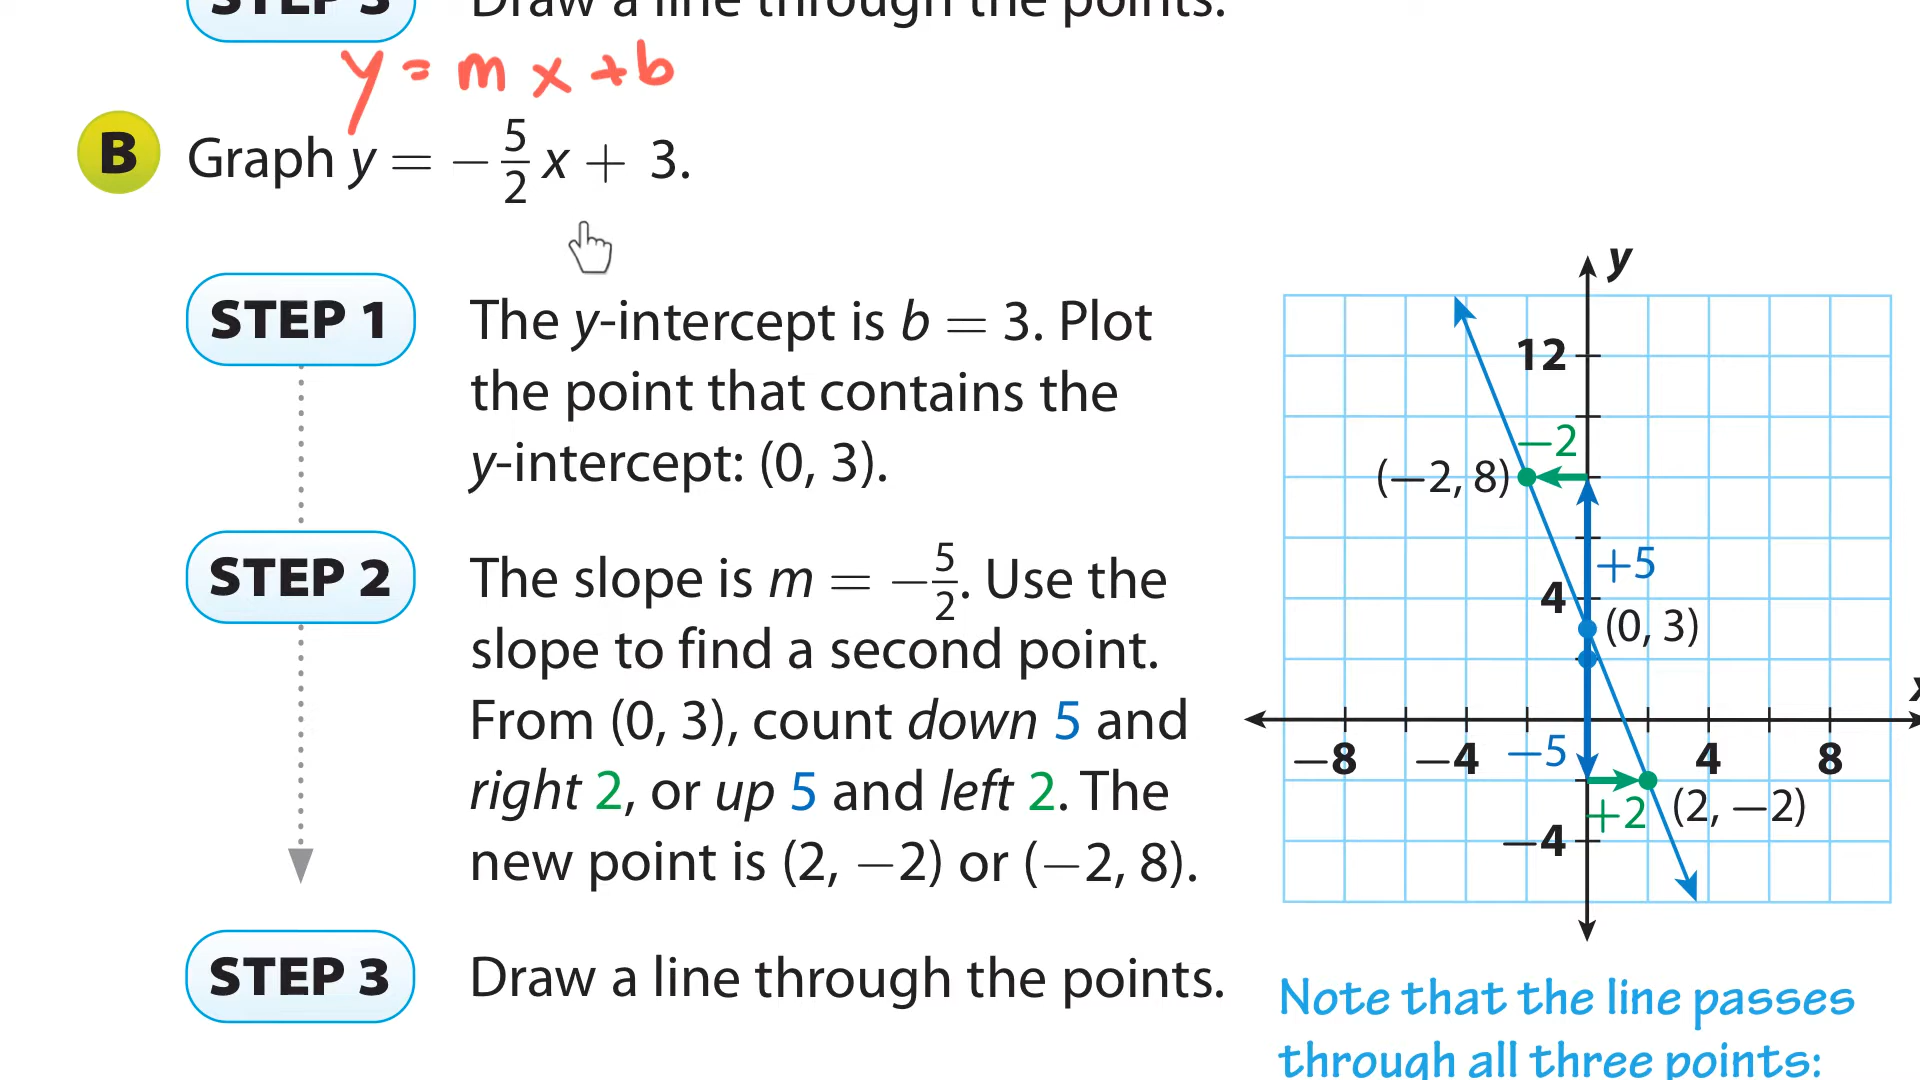 STEP 3 Draw a line through the points.
y = mx + b
B Graph y = −5/2 x + 3.
STEP 1 The y-intercept is b = 3. Plot
the point that contains the
y-intercept: (0, 3).
STEP 2 The slope is m = −5/2. Use the
slope to find a second point.
From (0, 3), count down 5 and
right 2, or up 5 and left 2. The
new point is (2, −2) or (−2, 8).
STEP 3 Draw a line through the points.
y
12
−2
(−2, 8)
+5
4
(0, 3)
x
−8 −4 −5 4 8
+2 (2, −2)
−4
Note that the line passes
through all three points: